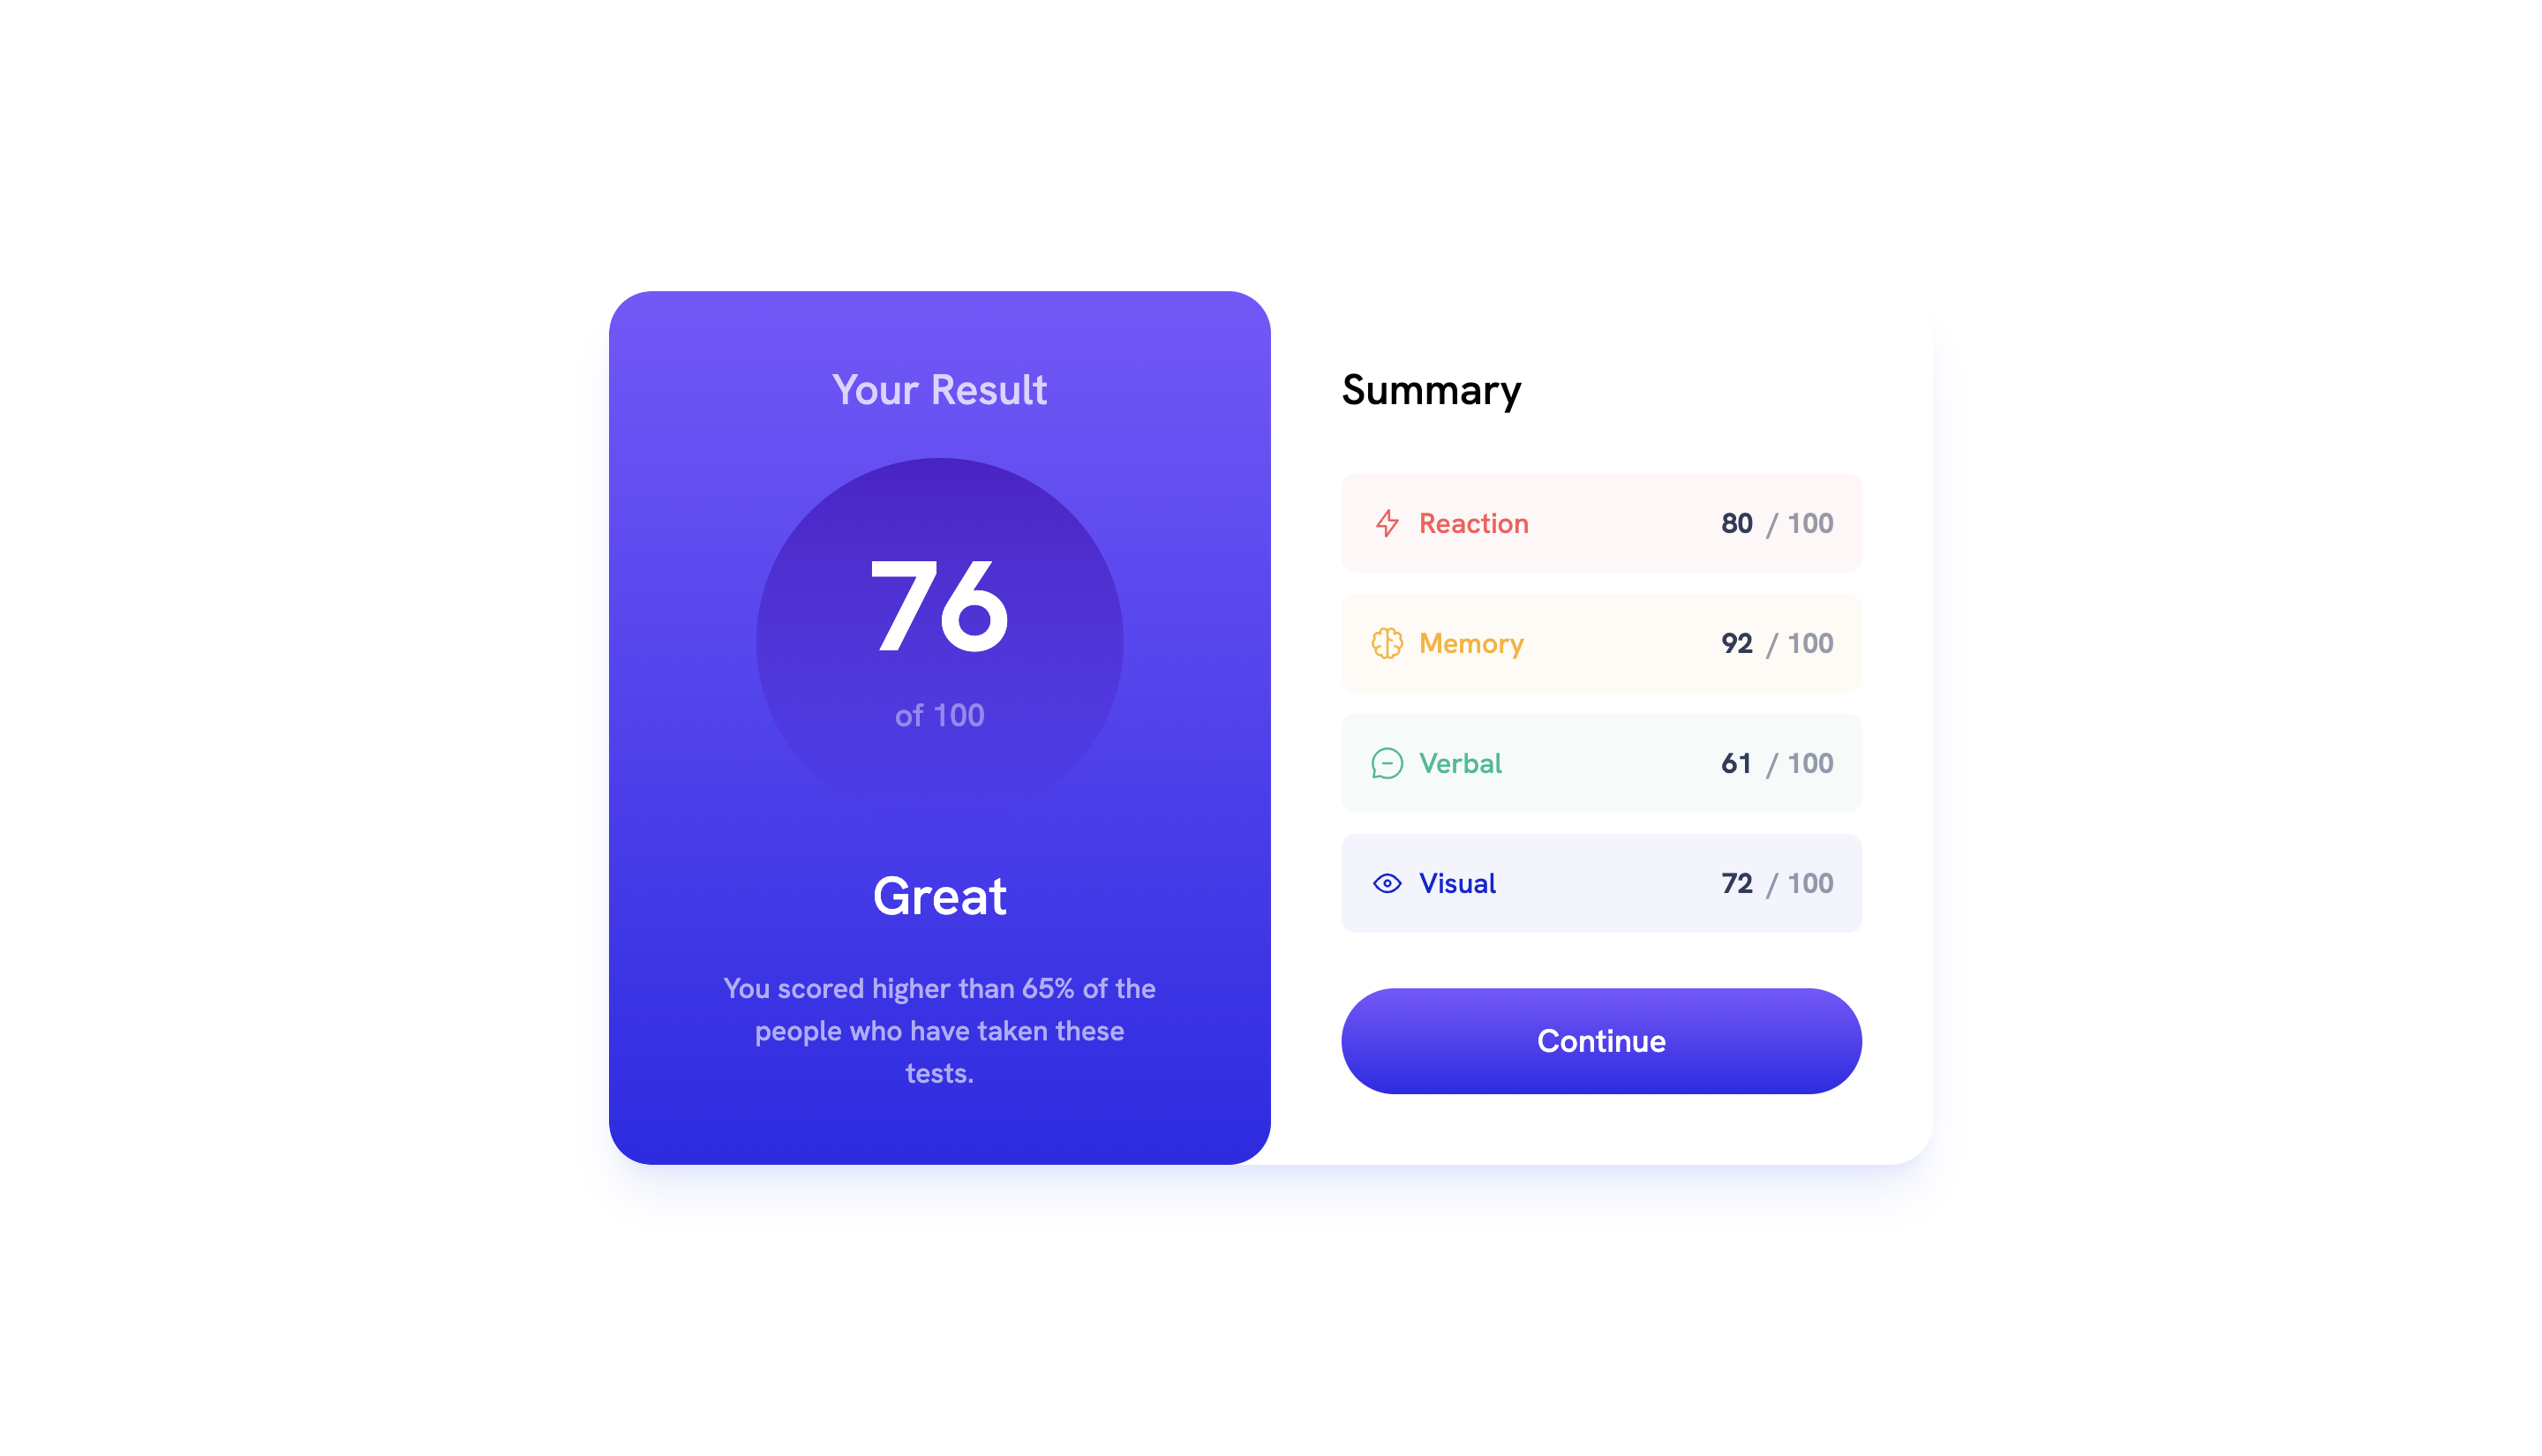 Your Result
76
of 100
Great
You scored higher than 65% of the
people who have taken these
tests.
Summary
Reaction 80 / 100
Memory 92 / 100
Verbal 61 / 100
Visual 72 / 100
Continue